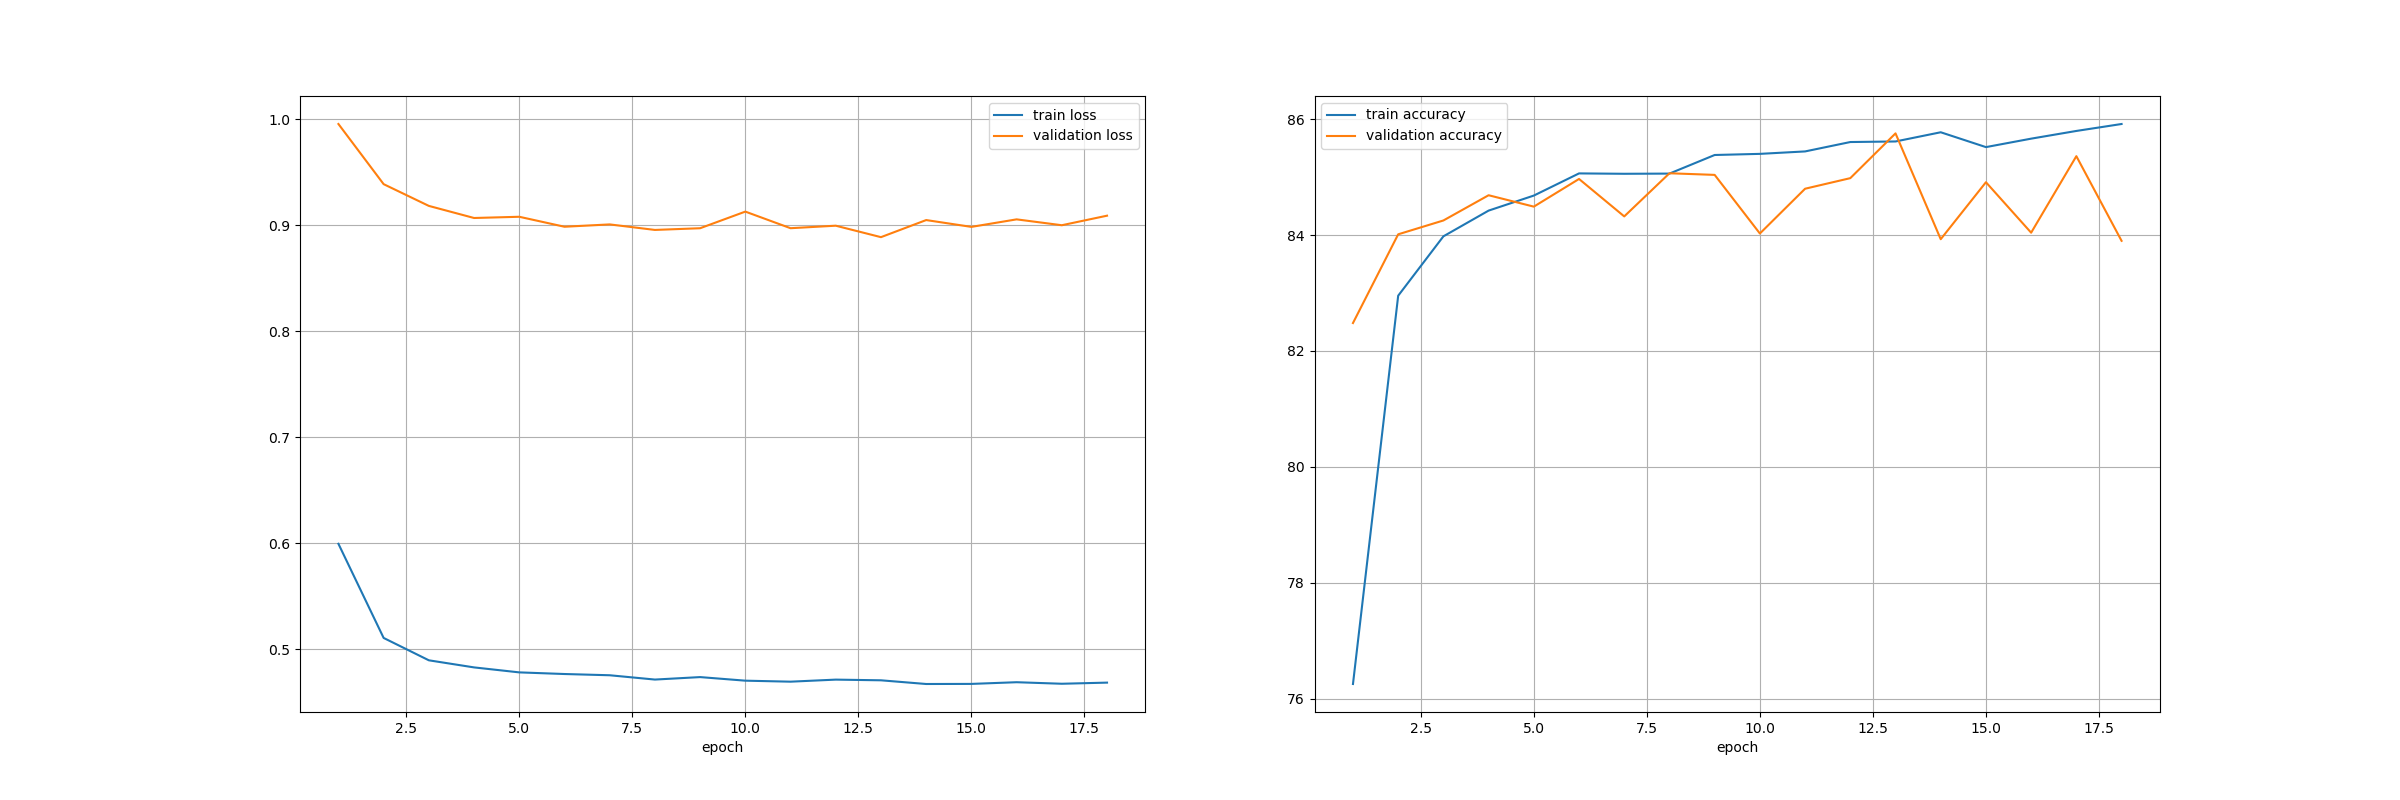 train loss
validation loss
1.0
0.9
0.8
0.7
0.6
0.5
2.5 5.0 7.5 10.0 12.5 15.0 17.5
epoch
train accuracy
validation accuracy
86
84
82
80
78
76
2.5 5.0 7.5 10.0 12.5 15.0 17.5
epoch